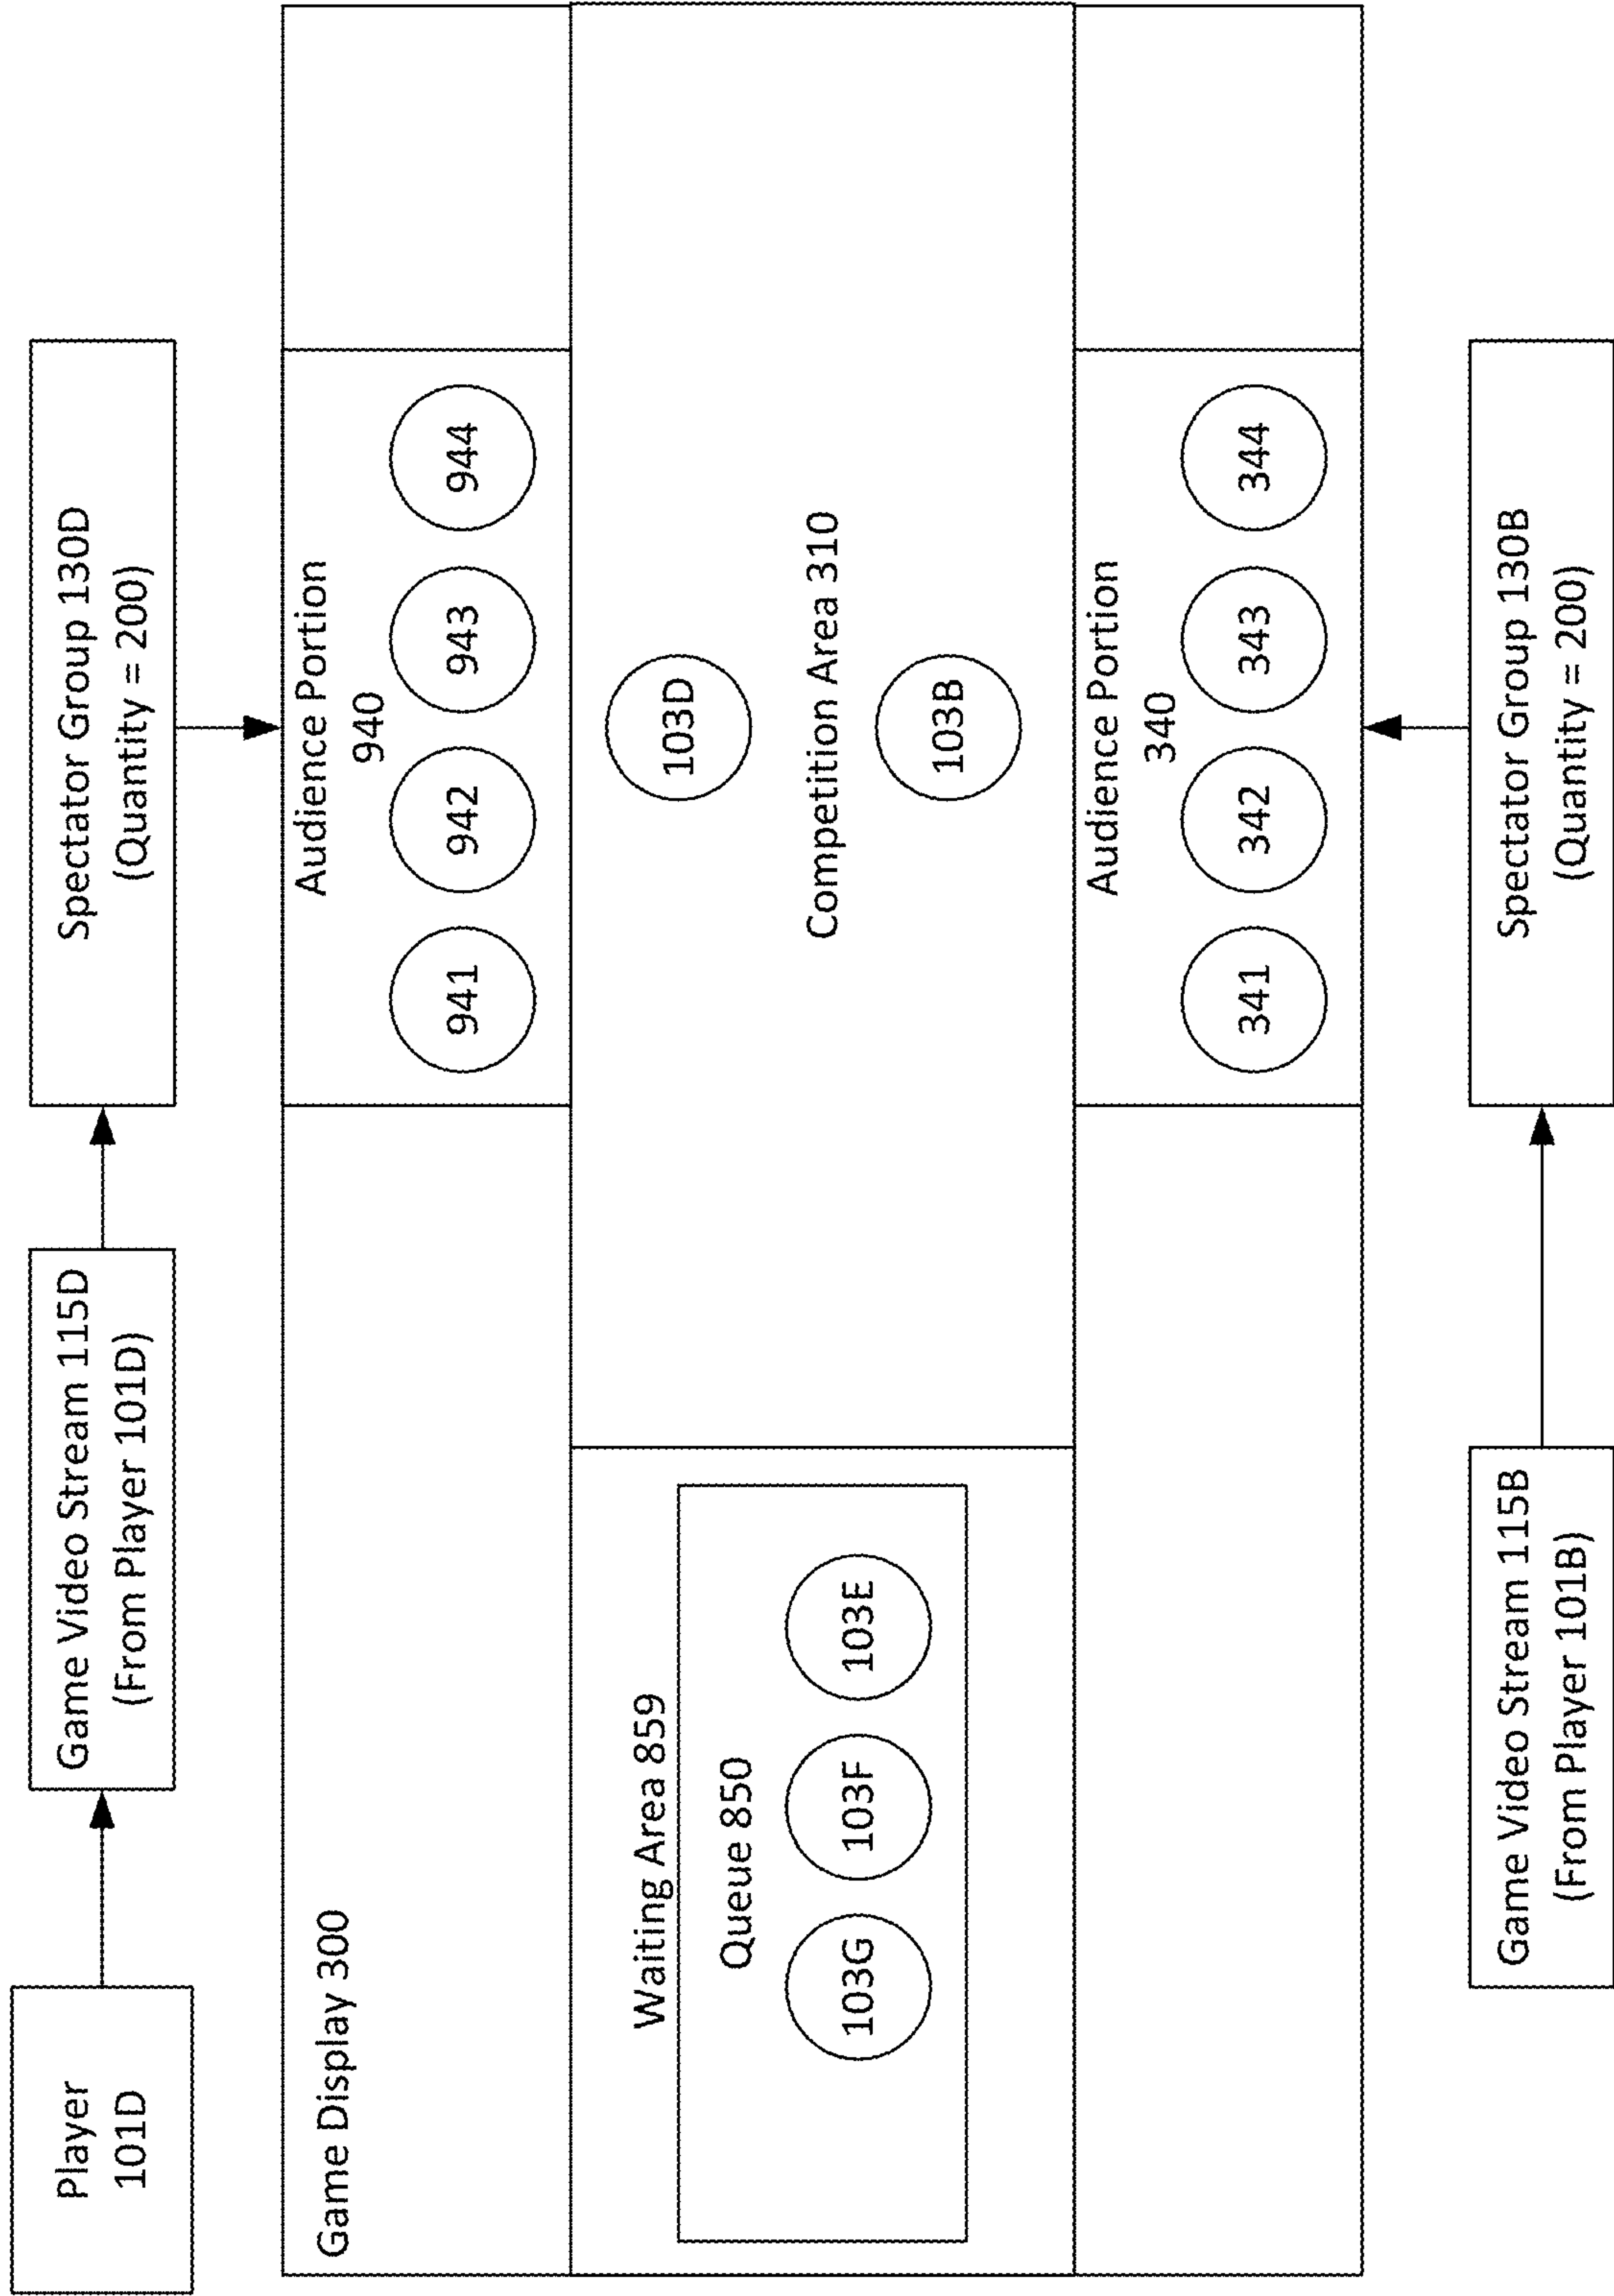 Player
101D
Game Video Stream 115D
(From Player 101D)
Spectator Group 130D
(Quantity = 200)
Game Display 300
Audience Portion
940
941
942
943
944
Waiting Area 859
Queue 850
103G
103F
103E
103D
Competition Area 310
103B
Audience Portion
340
341
342
343
344
Game Video Stream 115B
(From Player 101B)
Spectator Group 130B
(Quantity = 200)